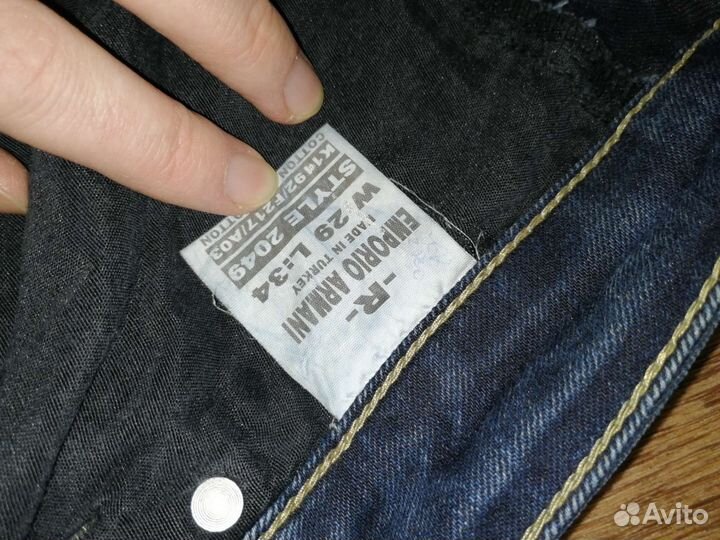 -R-
EMPORIO ARMANI
MADE IN TURKEY
W:29 L:34
STYLE 2049
COTTON
Avito